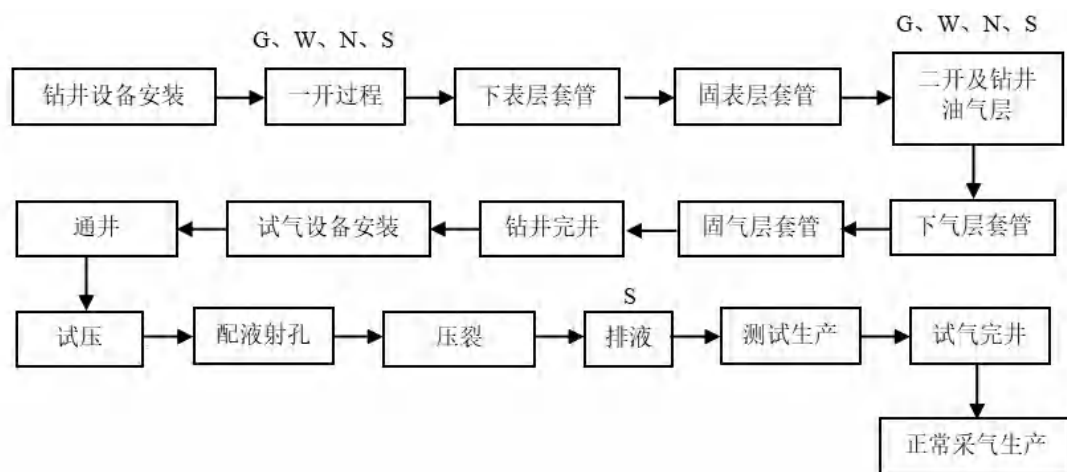 G、W、N、S
G、W、N、S
钻井设备安装
一开过程
下表层套管
固表层套管
二开及钻井
油气层
通井
试气设备安装
钻井完井
固气层套管
下气层套管
S
试压
配液射孔
压裂
排液
测试生产
试气完井
正常采气生产